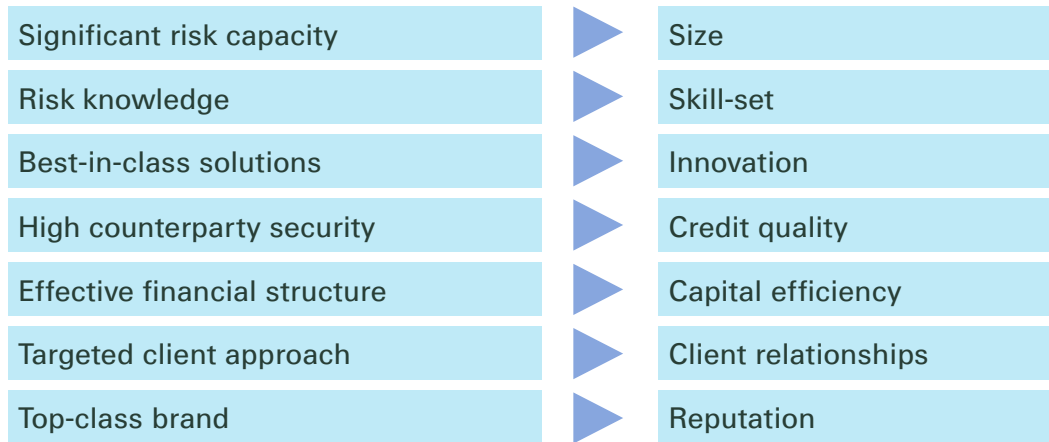 Significant risk capacity
Size
Risk knowledge
Skill-set
Best-in-class solutions
Innovation
High counterparty security
Credit quality
Effective financial structure
Capital efficiency
Targeted client approach
Client relationships
Top-class brand
Reputation